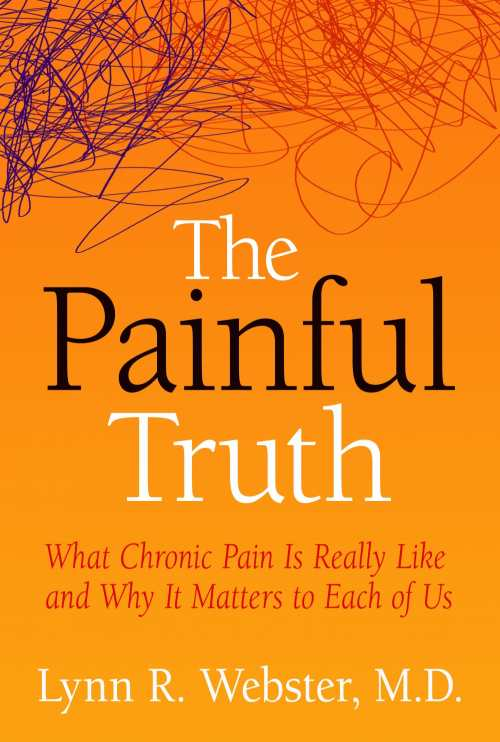 The
Painful
Truth
What Chronic Pain Is Really Like
and Why It Matters to Each of Us
Lynn R. Webster, M.D.